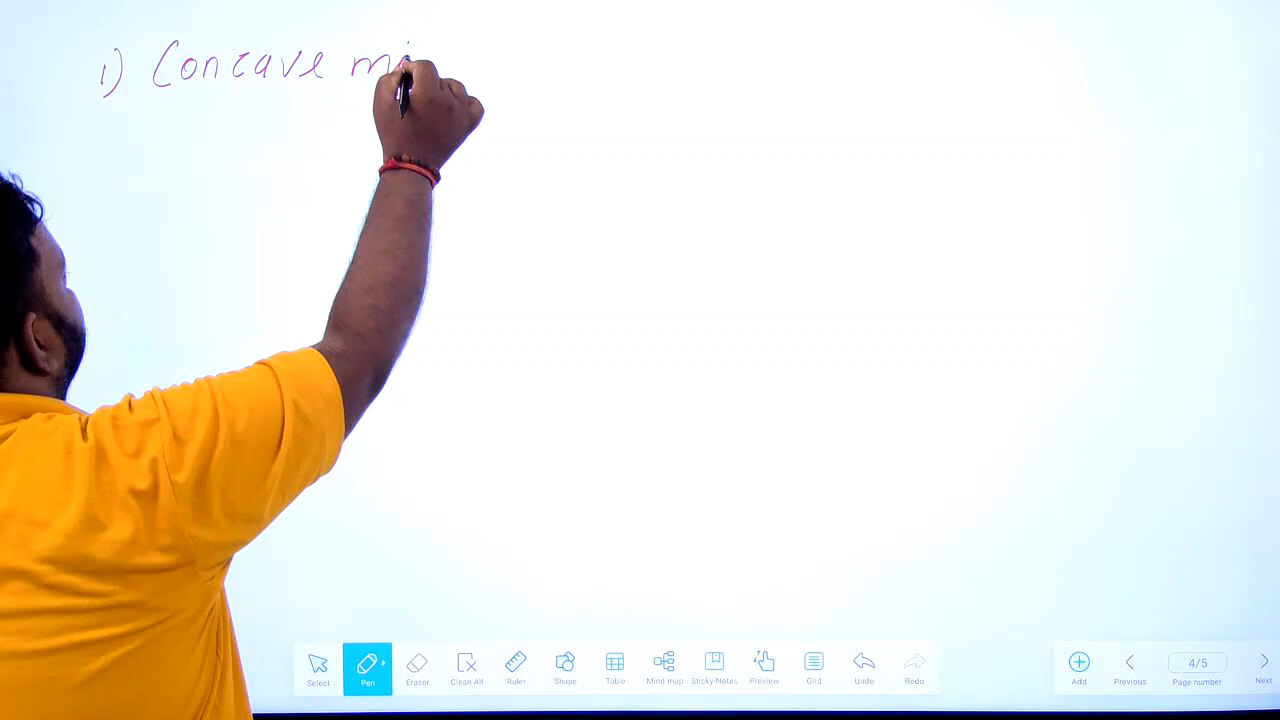 1) Concave mi
Select
Pen
Eraser
Clean All
Ruler
Shape
Table
Mind map
Sticky-Notes
Preview
Grid
Undo
Redo
Add
Previous
4/5
Page number
Next